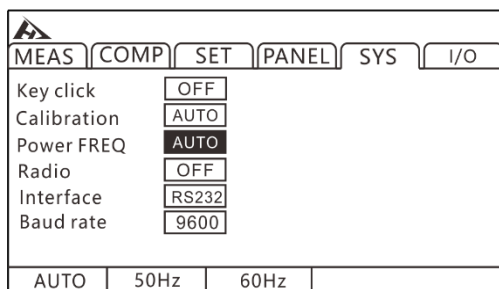 MEAS COMP SET PANEL SYS I/O
Key click OFF
Calibration AUTO
Power FREQ AUTO
Radio OFF
Interface RS232
Baud rate 9600
AUTO 50Hz 60Hz